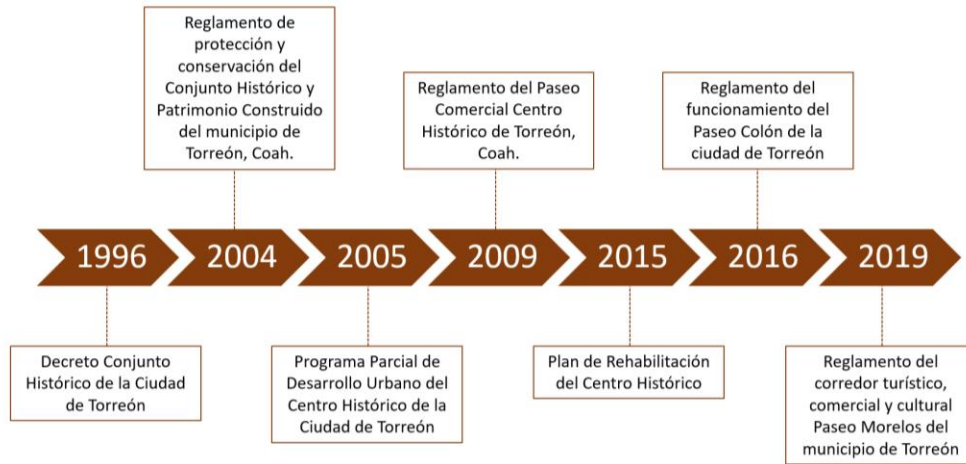 Reglamento de
protección y
conservación del
Conjunto Histórico y
Patrimonio Construido
del municipio de
Torreón, Coah.
Reglamento del Paseo
Comercial Centro
Histórico de Torreón,
Coah.
Reglamento del
funcionamiento del
Paseo Colón de la
ciudad de Torreón
1996
2004
2005
2009
2015
2016
2019
Decreto Conjunto
Histórico de la Ciudad
de Torreón
Programa Parcial de
Desarrollo Urbano del
Centro Histórico de la
Ciudad de Torreón
Plan de Rehabilitación
del Centro Histórico
Reglamento del
corredor turístico,
comercial y cultural
Paseo Morelos del
municipio de Torreón